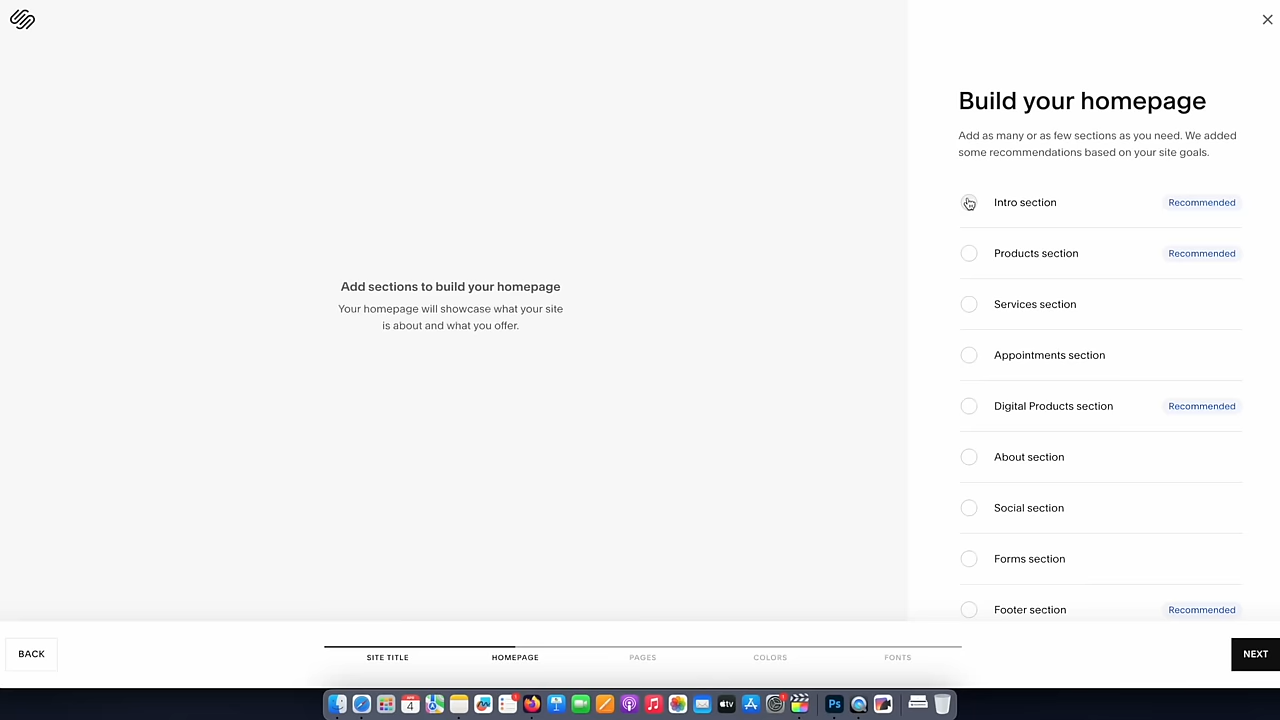 Build your homepage
Add as many or as few sections as you need. We added
some recommendations based on your site goals.
Intro section Recommended
Products section Recommended
Services section
Appointments section
Digital Products section Recommended
About section
Social section
Forms section
Footer section Recommended
Add sections to build your homepage
Your homepage will showcase what your site
is about and what you offer.
BACK
SITE TITLE HOMEPAGE PAGES COLORS FONTS
NEXT
4
tv
Ps